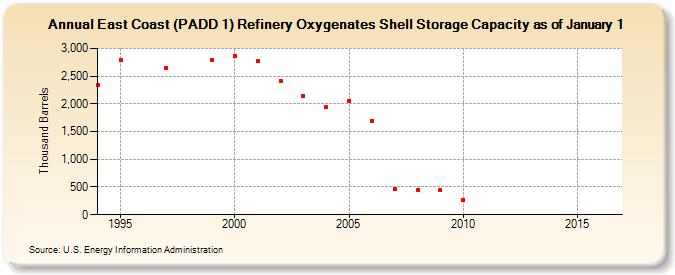 Annual East Coast (PADD 1) Refinery Oxygenates Shell Storage Capacity as of January 1
Thousand Barrels
3,000
2,500
2,000
1,500
1,000
500
0
1995 2000 2005 2010 2015
Source: U.S. Energy Information Administration